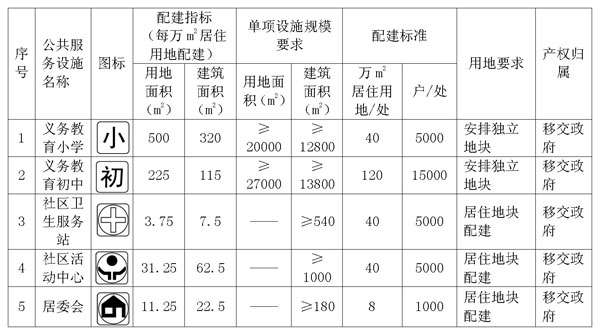 序号 公共服务设施名称 图标 配建指标（每万m²居住用地配建） 单项设施规模要求 配建标准 用地要求 产权归属
用地面积（m²） 建筑面积（m²） 用地面积（m²） 建筑面积（m²） 万m²居住用地/处 户/处
1 义务教育小学 小 500 320 ≥20000 ≥12800 40 5000 安排独立地块 移交政府
2 义务教育初中 初 225 115 ≥27000 ≥13800 120 15000 安排独立地块 移交政府
3 社区卫生服务站 3.75 7.5 —— ≥540 40 5000 居住地块配建 移交政府
4 社区活动中心 31.25 62.5 —— ≥1000 40 5000 居住地块配建 移交政府
5 居委会 11.25 22.5 —— ≥180 8 1000 居住地块配建 移交政府